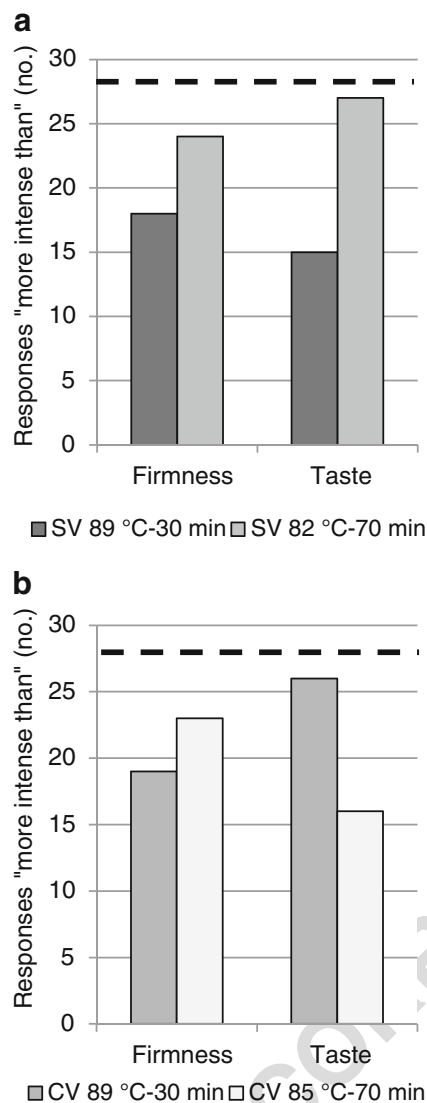 a
Responses "more intense than" (no.)
30
25
20
15
10
5
0
Firmness Taste
SV 89 °C-30 min SV 82 °C-70 min
b
Responses "more intense than" (no.)
30
25
20
15
10
5
0
Firmness Taste
CV 89 °C-30 min CV 85 °C-70 min